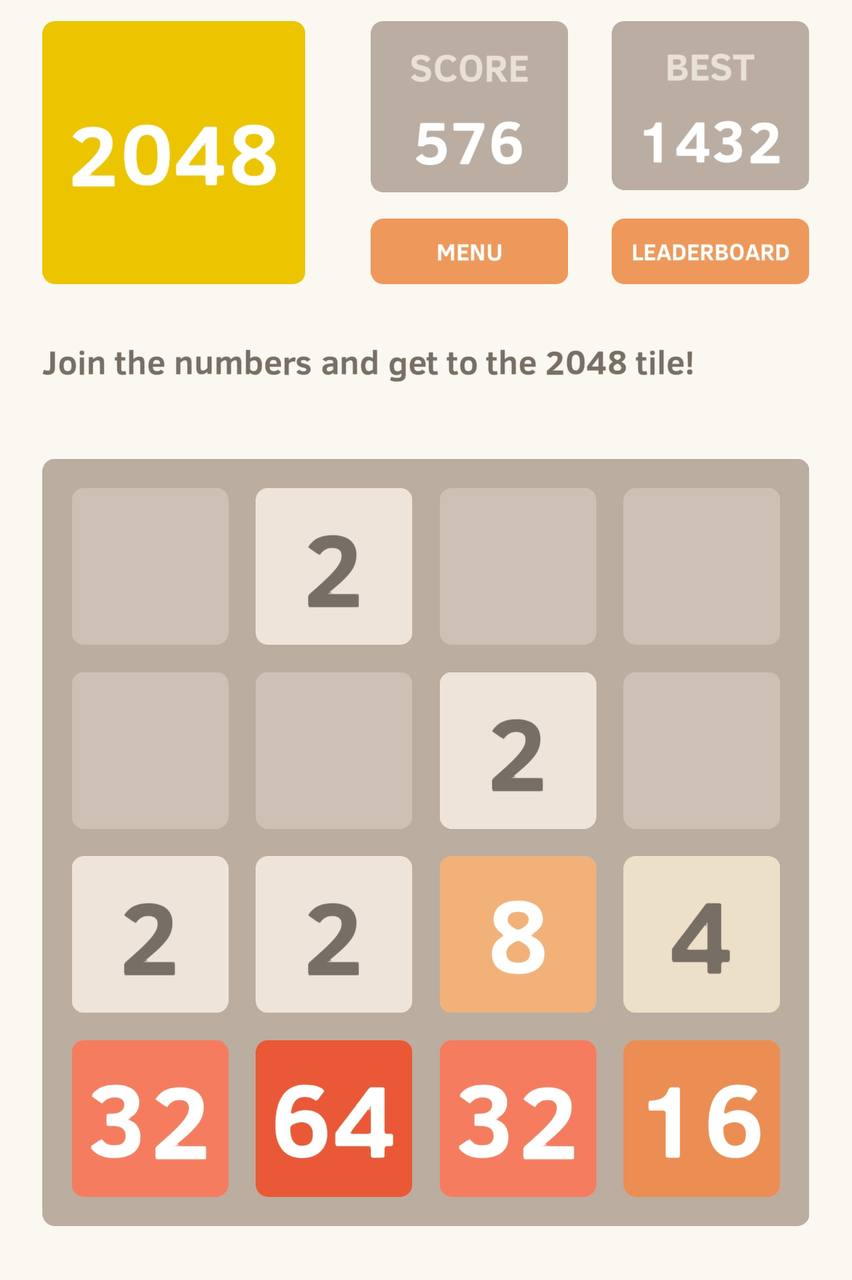 2048
SCORE
576
BEST
1432
MENU
LEADERBOARD
Join the numbers and get to the 2048 tile!
2
2
2 2 8 4
32 64 32 16